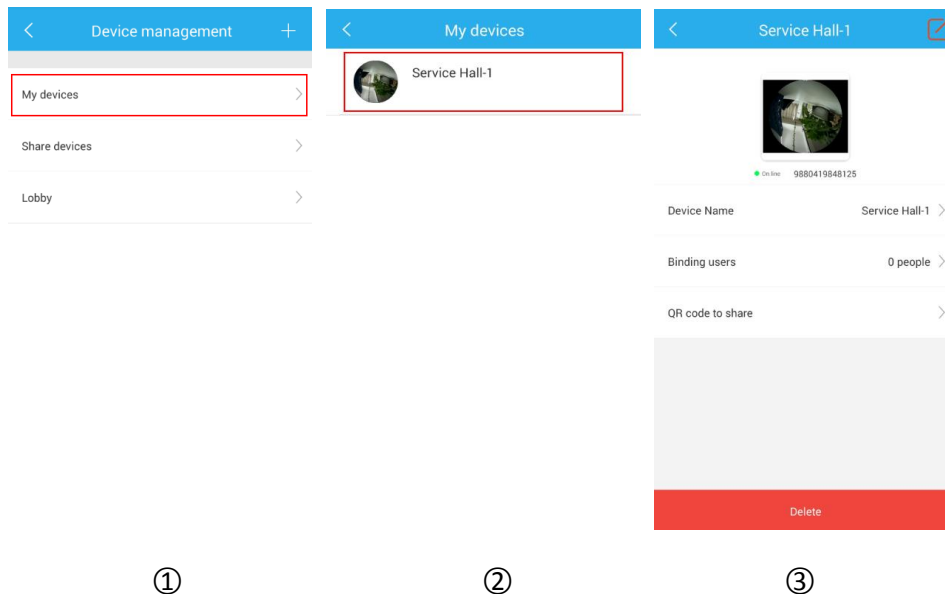 Device management
My devices
Share devices
Lobby
①
My devices
Service Hall-1
②
Service Hall-1
On line 9880419848125
Device Name Service Hall-1
Binding users 0 people
QR code to share
Delete
③